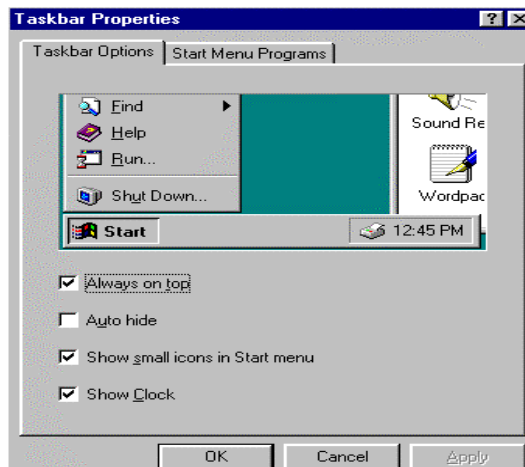 Taskbar Properties
Taskbar Options Start Menu Programs
Find
Help
Run...
Shut Down...
Sound Re
Wordpac
Start 12:45 PM
Always on top
Auto hide
Show small icons in Start menu
Show Clock
OK Cancel Apply